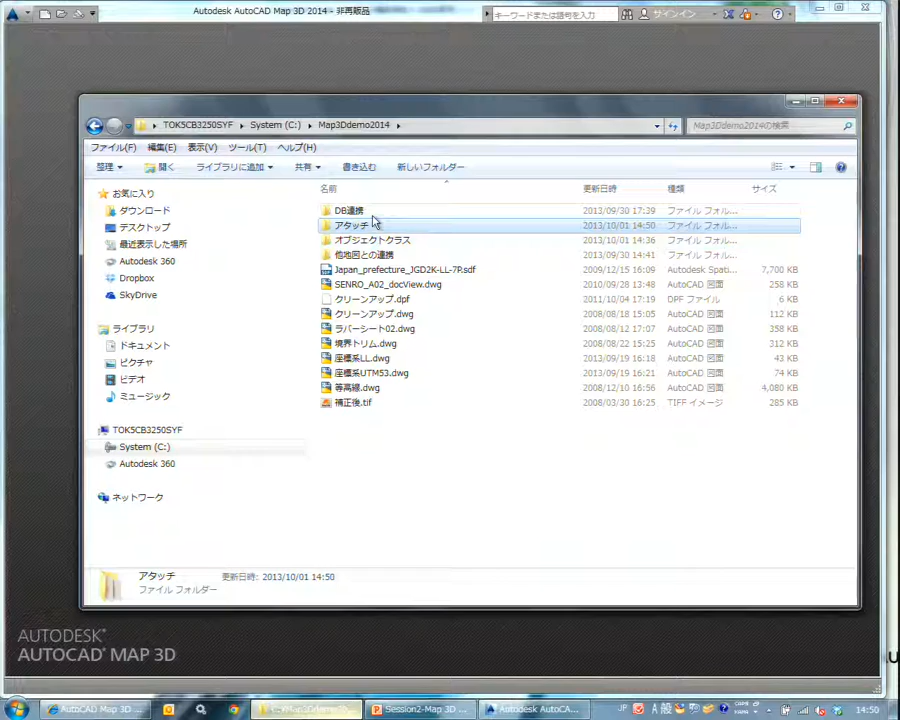 Autodesk AutoCAD Map 3D 2014 - 非再販品
キーワードまたは語句を入力
サインイン
TOK5CB3250SYF ▸ System (C:) ▸ Map3Ddemo2014 ▸
Map3Ddemo2014の検索
ファイル(F) 編集(E) 表示(V) ツール(T) ヘルプ(H)
整理 開く ライブラリに追加 共有 書き込む 新しいフォルダー
名前 更新日時 種類 サイズ
お気に入り
ダウンロード
デスクトップ
最近表示した場所
Autodesk 360
Dropbox
SkyDrive
ライブラリ
ドキュメント
ピクチャ
ビデオ
ミュージック
TOK5CB3250SYF
System (C:)
Autodesk 360
ネットワーク
DB連携 2013/09/30 17:39 ファイル フォル...
アタッチ 2013/10/01 14:50 ファイル フォル...
オブジェクトクラス 2013/10/01 14:36 ファイル フォル...
他地図との連携 2013/09/30 14:41 ファイル フォル...
Japan_prefecture_JGD2K-LL-7P.sdf 2009/12/15 16:09 Autodesk Spati... 7,700 KB
SENRO_A02_docView.dwg 2010/09/28 13:48 AutoCAD 図面 258 KB
クリーンアップ.dpf 2011/10/04 17:19 DPF ファイル 6 KB
クリーンアップ.dwg 2008/08/18 15:05 AutoCAD 図面 112 KB
ラバーシート02.dwg 2008/08/12 17:07 AutoCAD 図面 358 KB
境界トリム.dwg 2008/08/22 15:25 AutoCAD 図面 312 KB
座標系LL.dwg 2013/09/19 16:18 AutoCAD 図面 43 KB
座標系UTM53.dwg 2013/09/19 16:21 AutoCAD 図面 74 KB
等高線.dwg 2008/12/10 16:56 AutoCAD 図面 4,080 KB
補正後.tif 2008/03/30 16:25 TIFF イメージ 285 KB
アタッチ 更新日時: 2013/10/01 14:50
ファイル フォルダー
AUTODESK®
AUTOCAD® MAP 3D
AutoCAD Map 3D ... C:\Map3Ddemo20... Session2-Map 3D ... Autodesk AutoCA...
JP A 般 CAPS KANA 14:50